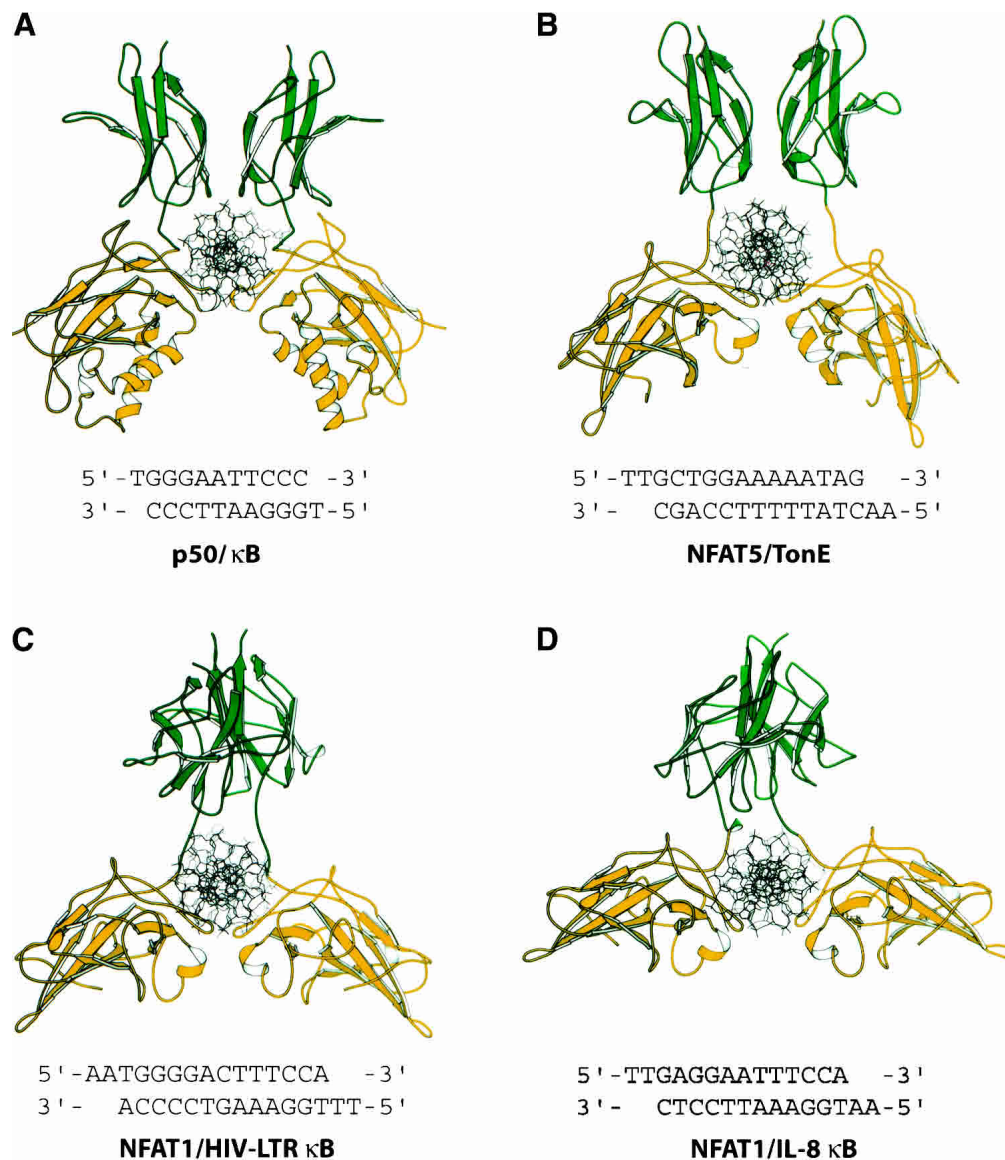 A
B
5'-TGGGAATTCCC -3'
3'- CCCTTAAGGGT-5'
p50/κB
5'-TTGCTGGAAAAATAG -3'
3'- CGACCTTTTTATCAA-5'
NFAT5/TonE
C
D
5'-AATGGGGACTTTCCA -3'
3'- ACCCCTGAAAGGTTT-5'
NFAT1/HIV-LTR κB
5'-TTGAGGAATTTCCA -3'
3'- CTCCTTAAAGGTAA-5'
NFAT1/IL-8 κB